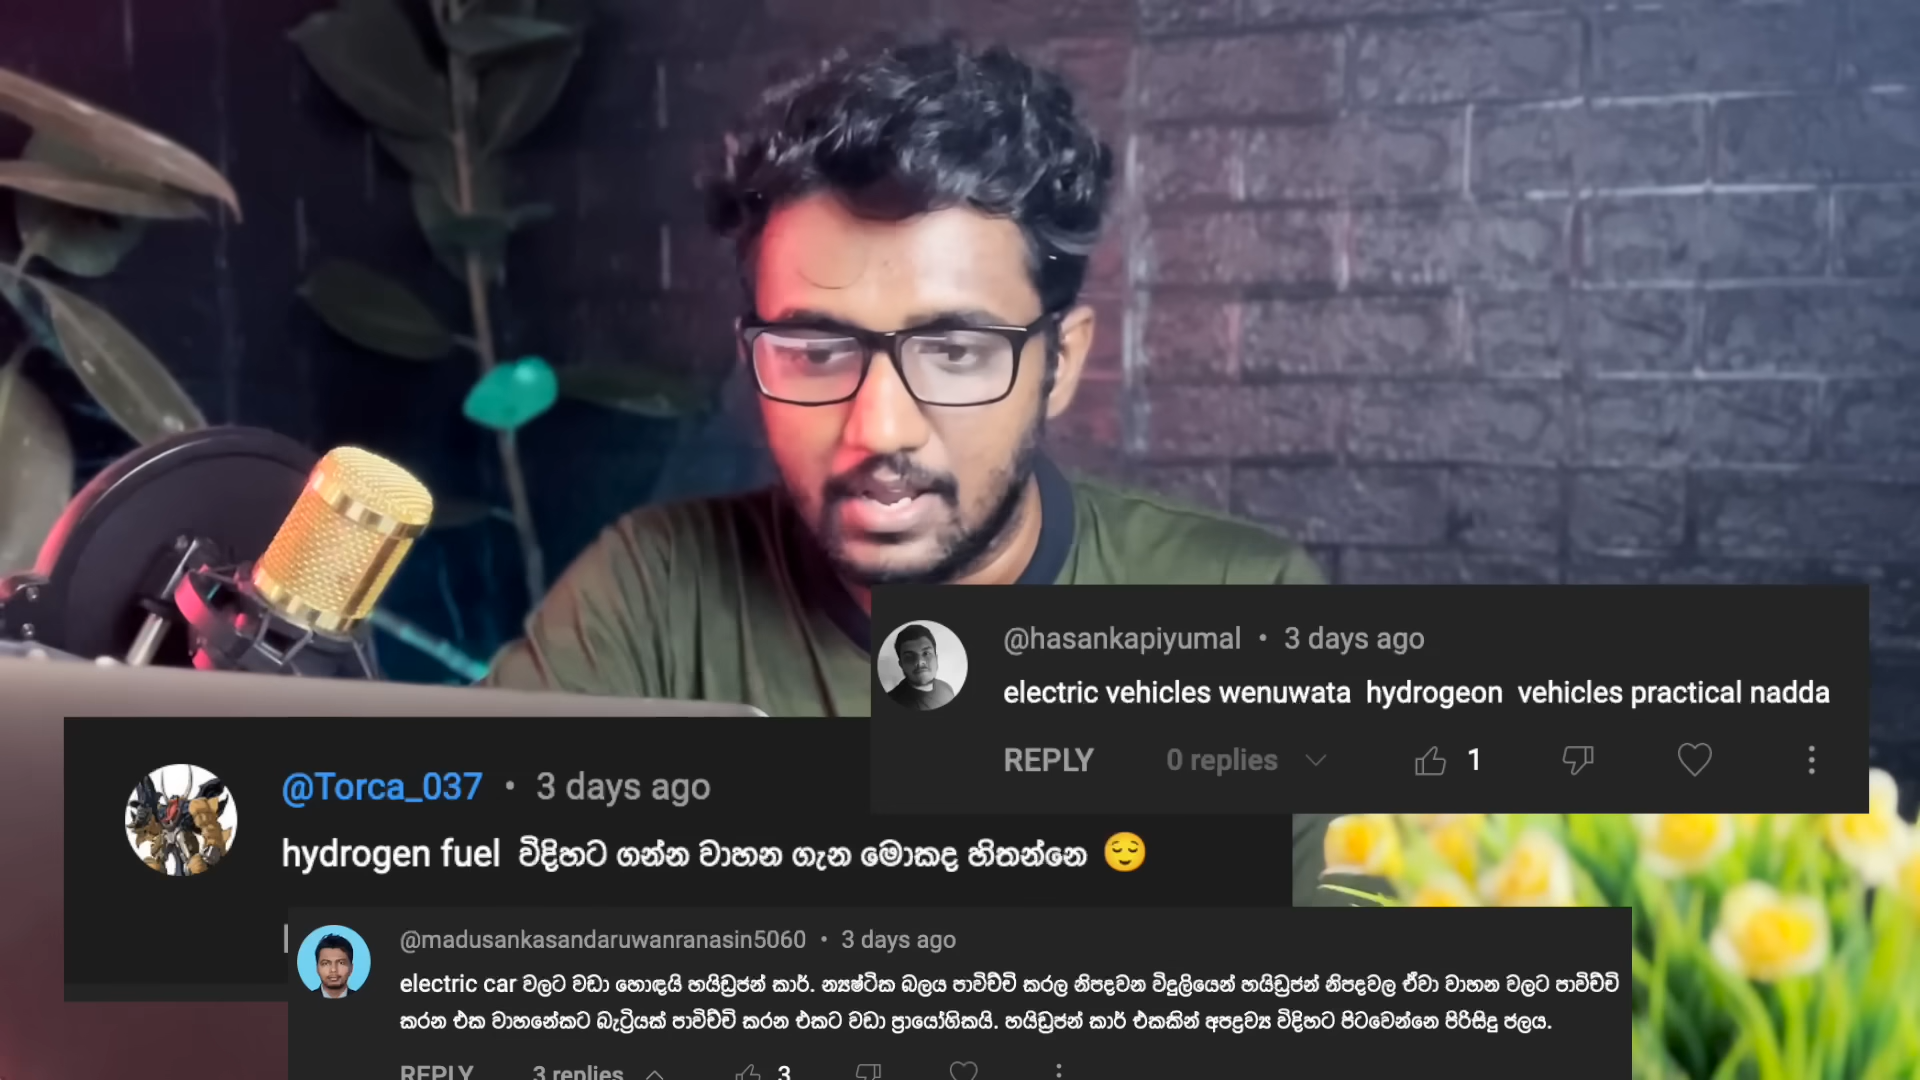 @hasankapiyumal • 3 days ago
electric vehicles wenuwata hydrogeon vehicles practical nadda
REPLY 0 replies 1
@Torca_037 • 3 days ago
hydrogen fuel විදිහට ගන්න වාහන ගැන මොකද හිතන්නෙ 😌
@madusankasandaruwanranasin5060 • 3 days ago
electric car වලට වඩා හොඳයි හයිඩ්‍රජන් කාර්. න්‍යෂ්ටික බලය පාවිච්චි කරල නිපදවන විදුලියෙන් හයිඩ්‍රජන් නිපදවල ඒවා වාහන වලට පාවිච්චි
කරන එක වාහනේකට බැට්‍රියක් පාවිච්චි කරන එකට වඩා ප්‍රායෝගිකයි. හයිඩ්‍රජන් කාර් එකකින් අපද්‍රව්‍ය විදිහට පිටවෙන්නෙ පිරිසිදු ජලය.
REPLY 3 replies 3